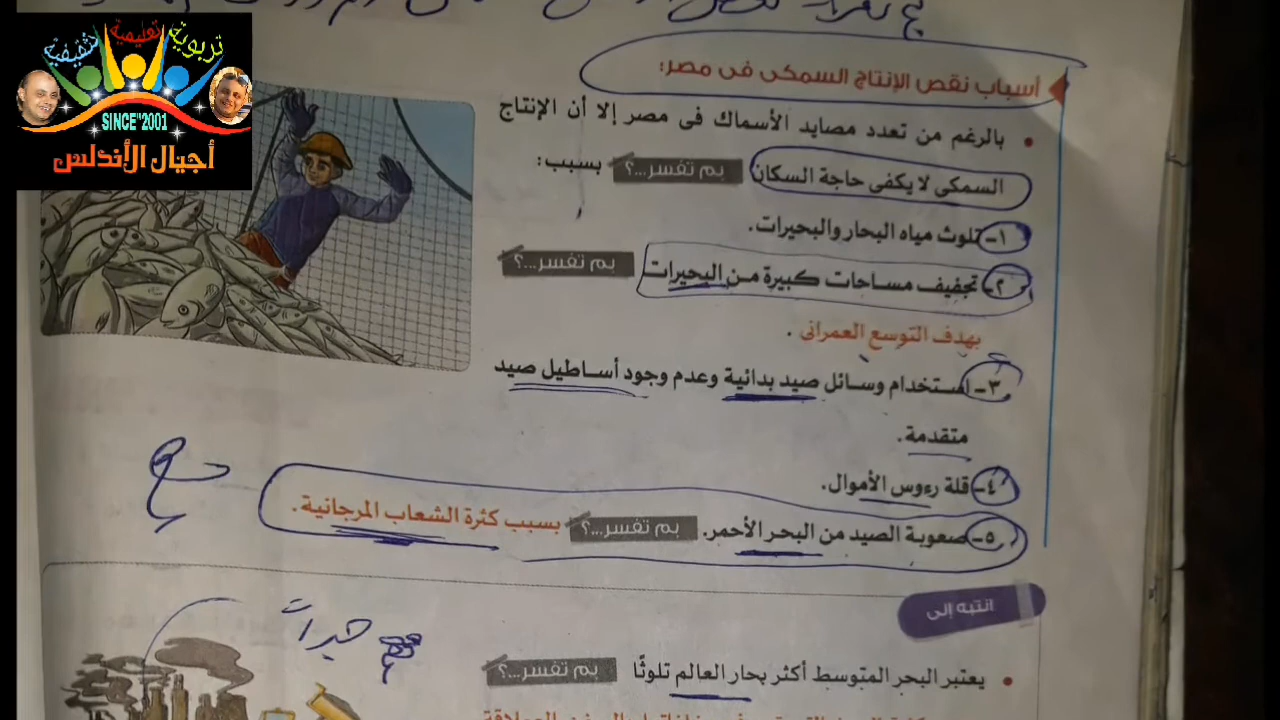 تربوية
تعليمية
تثقيفية
SINCE"2001
أجيال الأندلس
أسباب نقص الإنتاج السمكى فى مصر:
• بالرغم من تعدد مصايد الأسماك فى مصر إلا أن الإنتاج
السمكى لا يكفى حاجة السكان بم تفسر...؟ بسبب:
١- تلوث مياه البحار والبحيرات.
٢- تجفيف مساحات كبيرة من البحيرات بم تفسر...؟
بهدف التوسع العمرانى .
٣- استخدام وسائل صيد بدائية وعدم وجود أساطيل صيد
متقدمة.
٤- قلة رءوس الأموال.
٥- صعوبة الصيد من البحر الأحمر. بم تفسر...؟ بسبب كثرة الشعاب المرجانية.
انتبه إلى
• يعتبر البحر المتوسط أكثر بحار العالم تلوثًا بم تفسر...؟